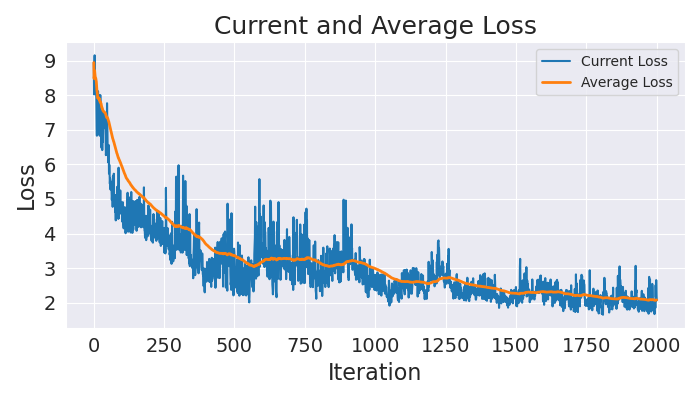 Current and Average Loss
Current Loss
Average Loss
Loss
9
8
7
6
5
4
3
2
0 250 500 750 1000 1250 1500 1750 2000
Iteration